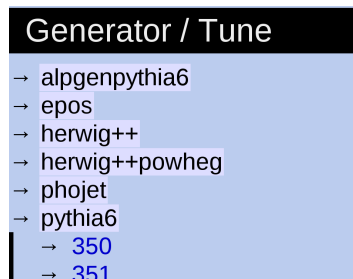 Generator / Tune
→ alpgenpythia6
→ epos
→ herwig++
→ herwig++powheg
→ phojet
→ pythia6
→ 350
→ 351